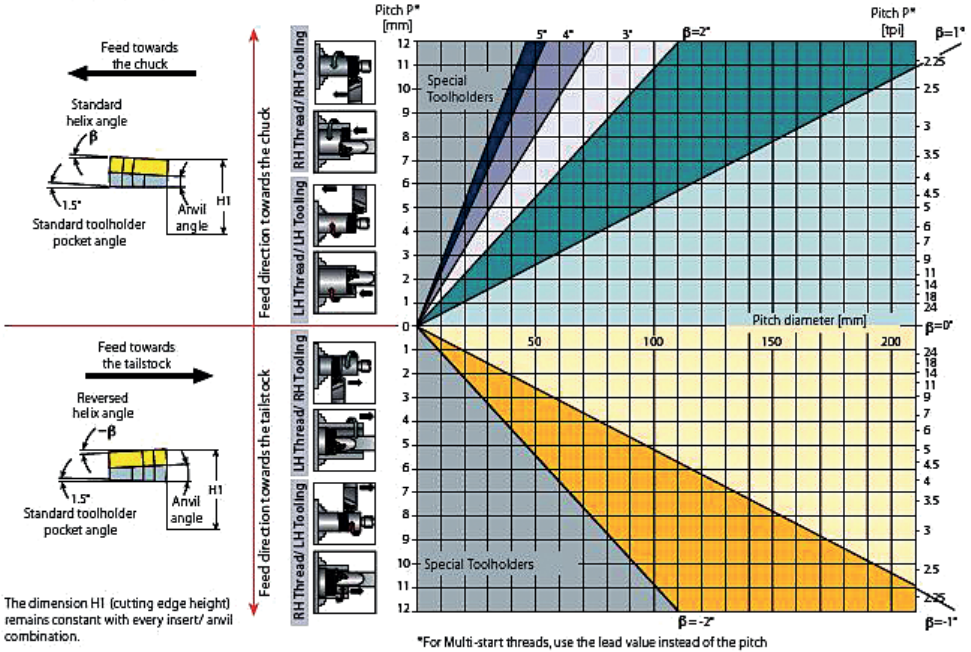 Feed towards
the chuck
Standard
helix angle
β
1.5°
Standard toolholder
pocket angle
Anvil
angle
H1
Feed direction towards the chuck
RH Thread/ RH Tooling
LH Thread/ LH Tooling
Pitch P*
[mm]
Pitch P*
[tpi]
5°
4°
3°
β=2°
β=1°
Special
Toolholders
12
11
10
9
8
7
6
5
4
3
2
1
0
2.25
2.5
3
3.5
4
4.5
5
6
7
9
11
14
18
24
Pitch diameter [mm]
β=0°
50
100
150
200
Feed towards
the tailstock
Reversed
helix angle
-β
1.5°
Standard toolholder
pocket angle
Anvil
angle
H1
Feed direction towards the tailstock
LH Thread/ RH Tooling
RH Thread/ LH Tooling
1
2
3
4
5
6
7
8
9
10
11
12
24
18
14
11
9
7
6
5
4.5
4
3.5
3
2.5
2.25
Special Toolholders
β=-2°
β=-1°
The dimension H1 (cutting edge height)
remains constant with every insert/ anvil
combination.
*For Multi-start threads, use the lead value instead of the pitch